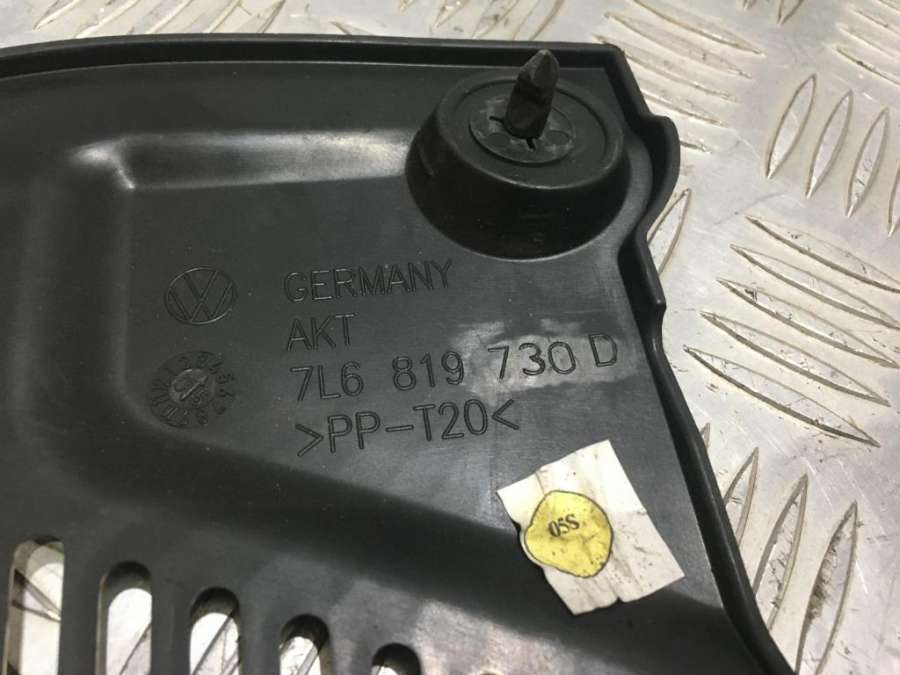 GERMANY
AKT
7L6 819 730 D
>PP-T20<
05S